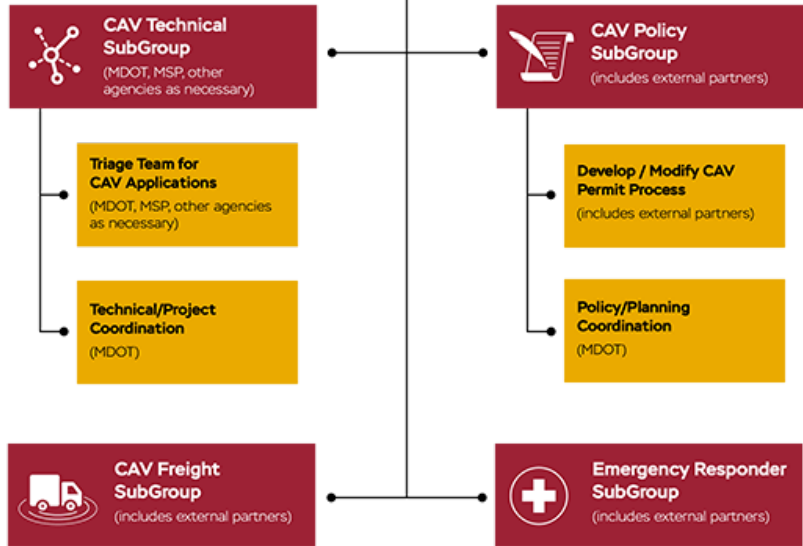 CAV Technical
SubGroup
(MDOT, MSP, other
agencies as necessary)
CAV Policy
SubGroup
(includes external partners)
Triage Team for
CAV Applications
(MDOT, MSP, other agencies
as necessary)
Develop / Modify CAV
Permit Process
(includes external partners)
Technical/Project
Coordination
(MDOT)
Policy/Planning
Coordination
(MDOT)
CAV Freight
SubGroup
(includes external partners)
Emergency Responder
SubGroup
(includes external partners)